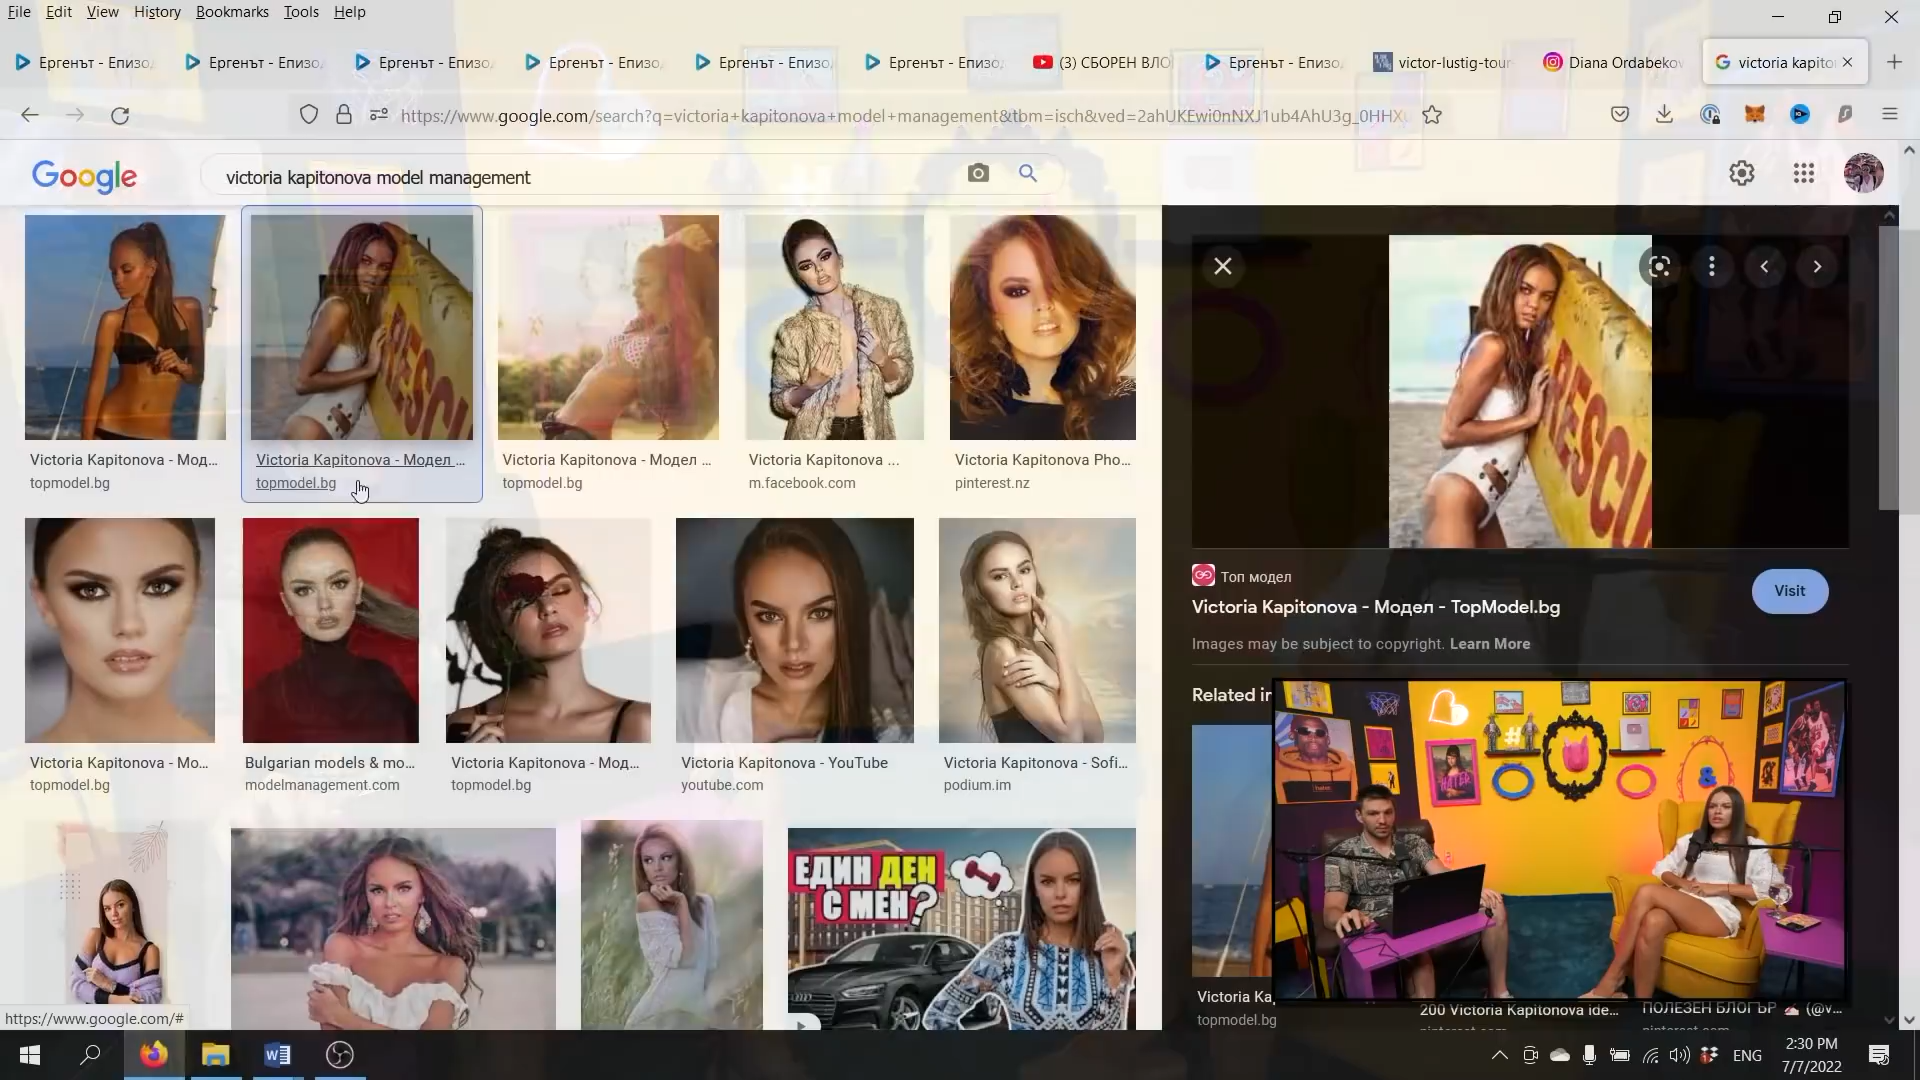 File Edit View History Bookmarks Tools Help
Ергенът - Епизод
Ергенът - Епизо
Ергенът - Епизо
Ергенът - Епизо
Ергенът - Епизо
Ергенът - Епизо
(3) СБОРЕН ВЛО
Ергенът - Епизо
victor-lustig-tour
Diana Ordabekov
victoria kapito
https://www.google.com/search?q=victoria+kapitonova+model+management&tbm=isch&ved=2ahUKEwi0nNXJ1ub4AhU3g_0HHX
Google
victoria kapitonova model management
Victoria Kapitonova - Мод...
topmodel.bg
Victoria Kapitonova - Модел ...
topmodel.bg
Victoria Kapitonova - Модел ...
topmodel.bg
Victoria Kapitonova ...
m.facebook.com
Victoria Kapitonova Pho...
pinterest.nz
Victoria Kapitonova - Mo...
topmodel.bg
Bulgarian models & mo...
modelmanagement.com
Victoria Kapitonova - Мод...
topmodel.bg
Victoria Kapitonova - YouTube
youtube.com
Victoria Kapitonova - Sofi...
podium.im
ЕДИН ДЕН
С МЕН?
RESCU
Топ модел
Visit
Victoria Kapitonova - Модел - TopModel.bg
Images may be subject to copyright. Learn More
Related i
#
HATER
&
Victoria Ka
topmodel.bg
200 Victoria Kapitonova ide...
pinterest.com
ПОЛЕЗЕН БЛОГЪР (@v...
pinterest.com
https://www.google.com/#
ENG
2:30 PM
7/7/2022